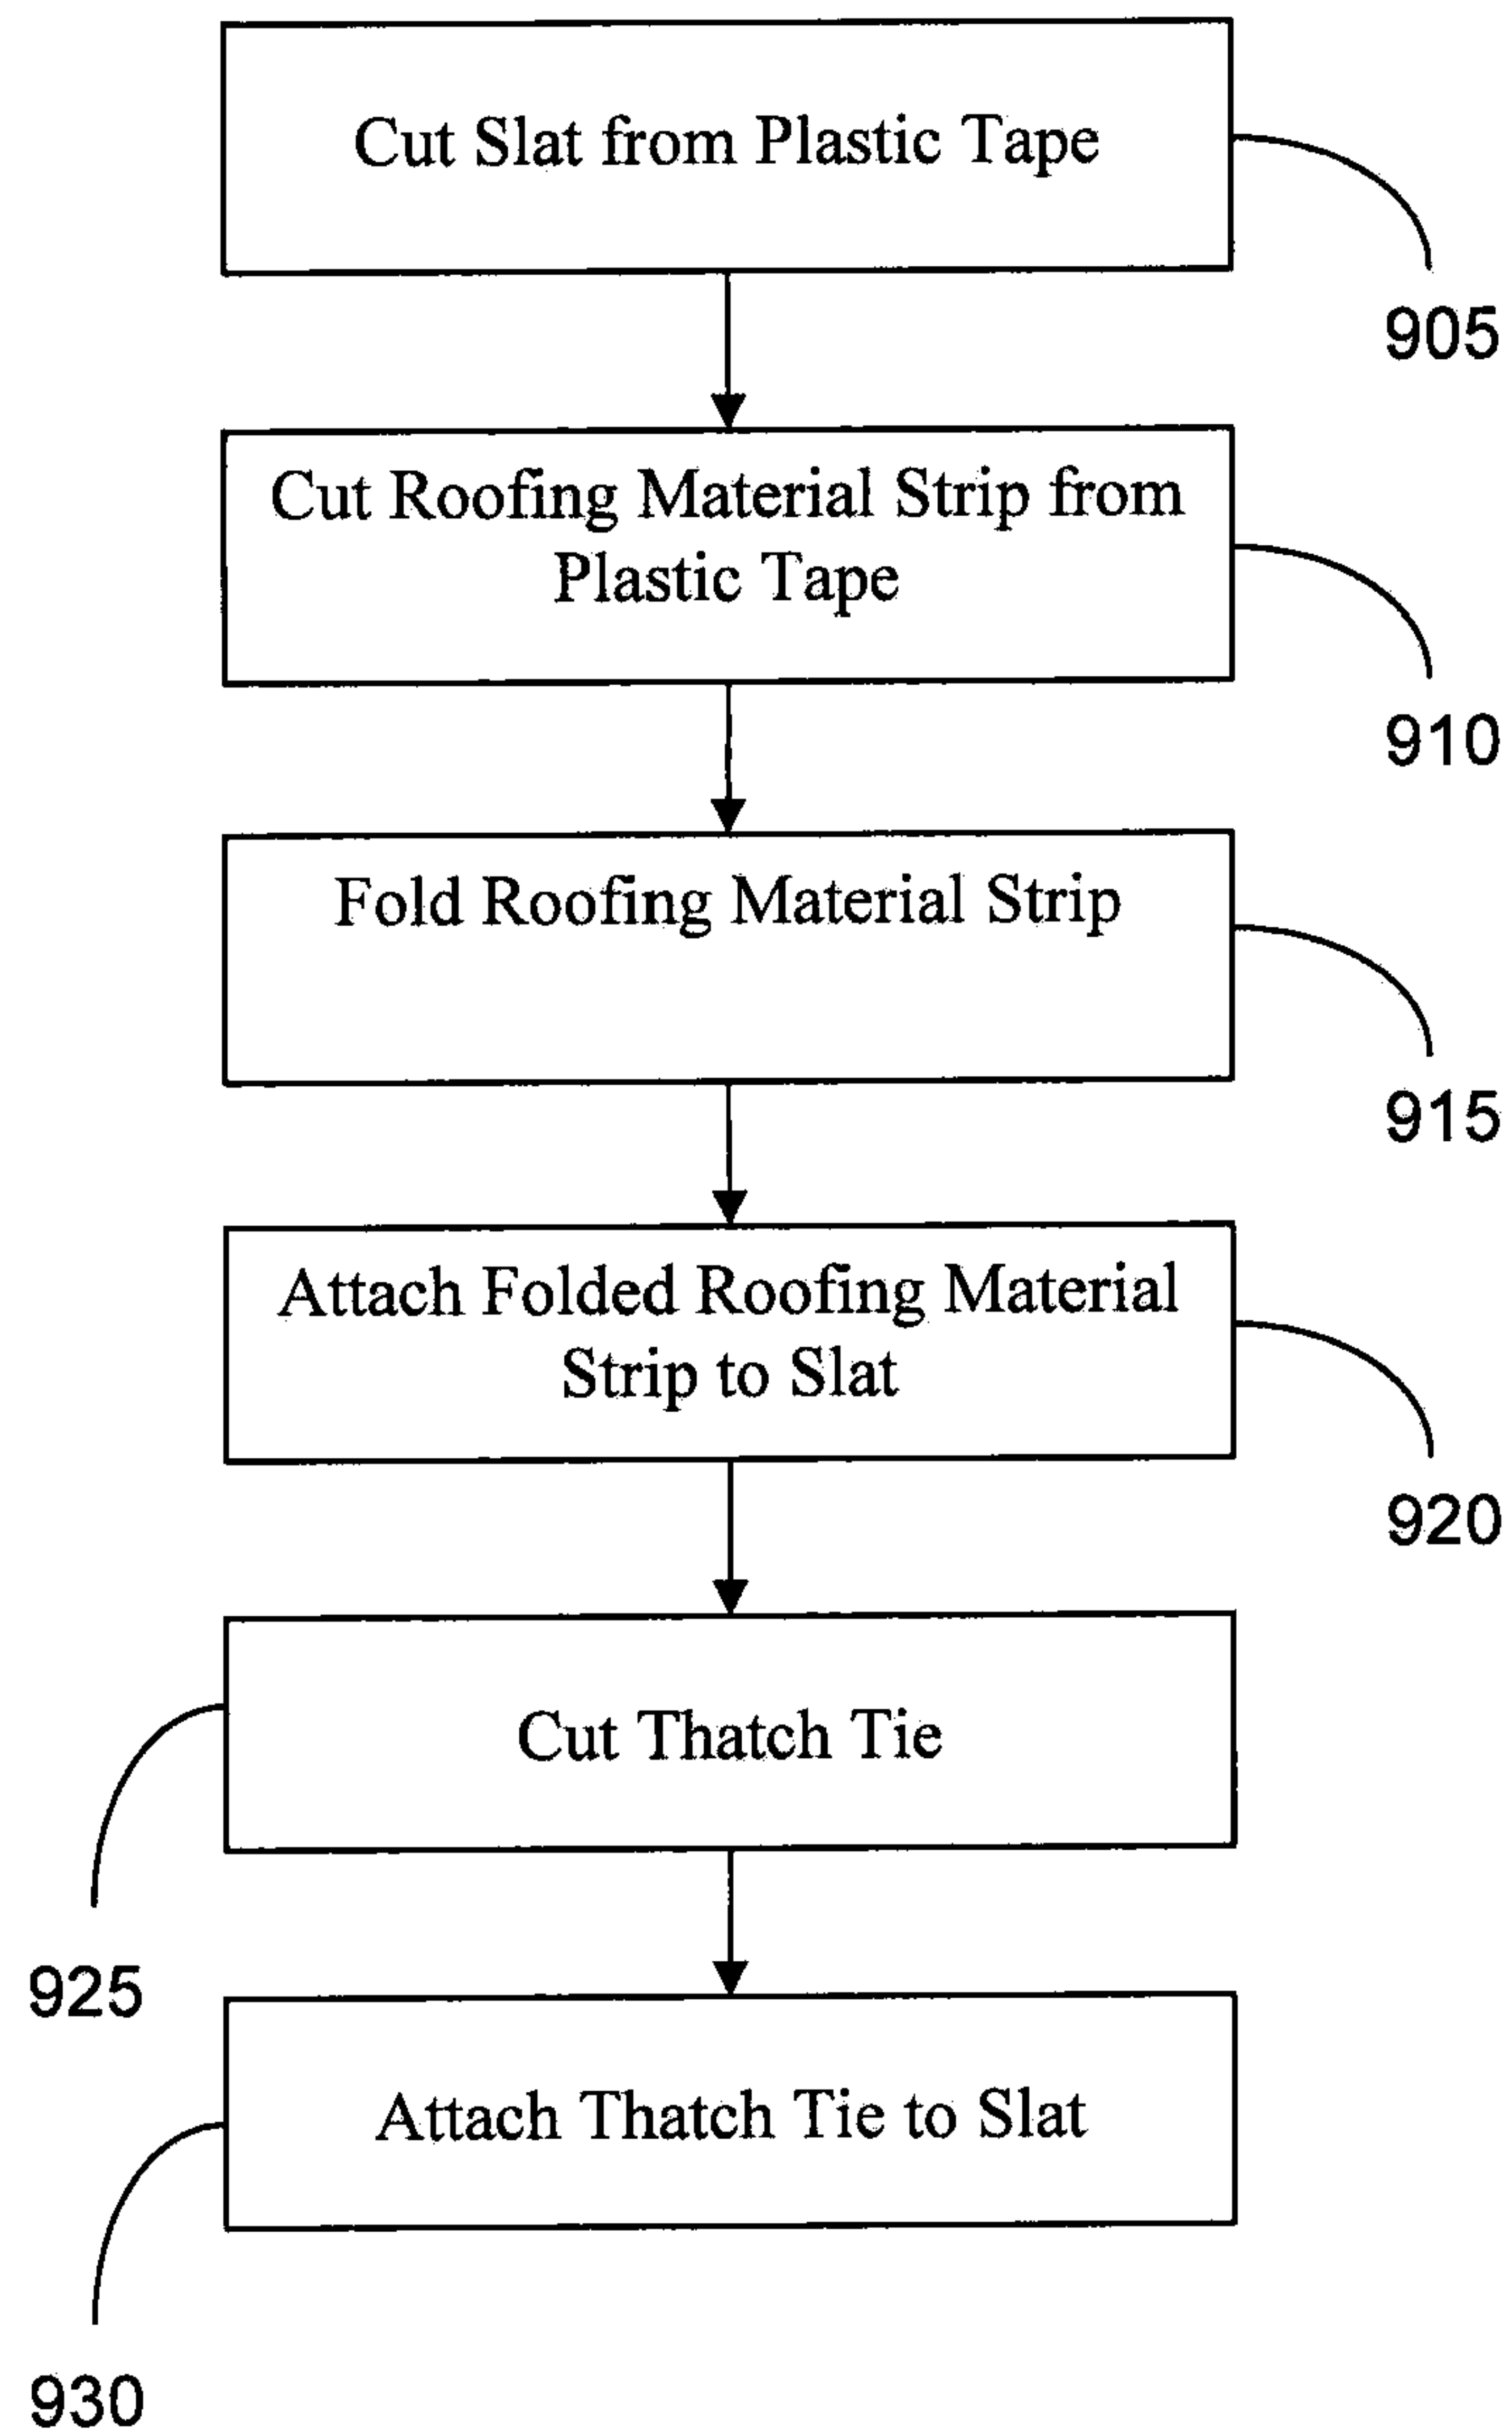 Cut Slat from Plastic Tape
905
Cut Roofing Material Strip from
Plastic Tape
910
Fold Roofing Material Strip
915
Attach Folded Roofing Material
Strip to Slat
920
Cut Thatch Tie
925
Attach Thatch Tie to Slat
930